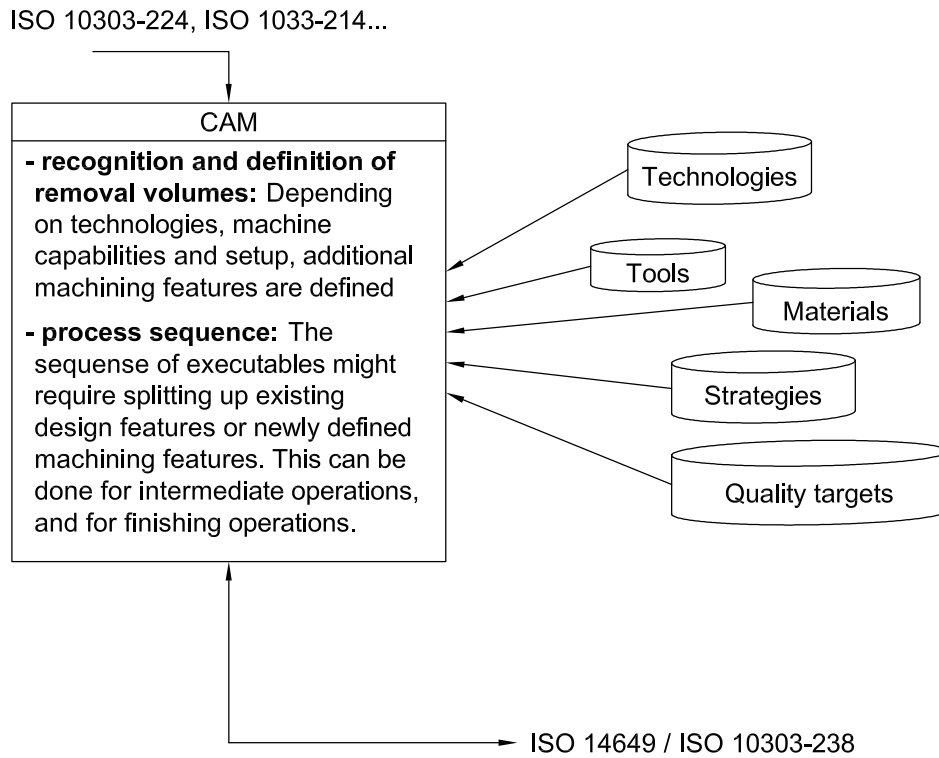 ISO 10303-224, ISO 1033-214...
CAM
- recognition and definition of
removal volumes: Depending
on technologies, machine
capabilities and setup, additional
machining features are defined
- process sequence: The
sequense of executables might
require splitting up existing
design features or newly defined
machining features. This can be
done for intermediate operations,
and for finishing operations.
Technologies
Tools
Materials
Strategies
Quality targets
ISO 14649 / ISO 10303-238